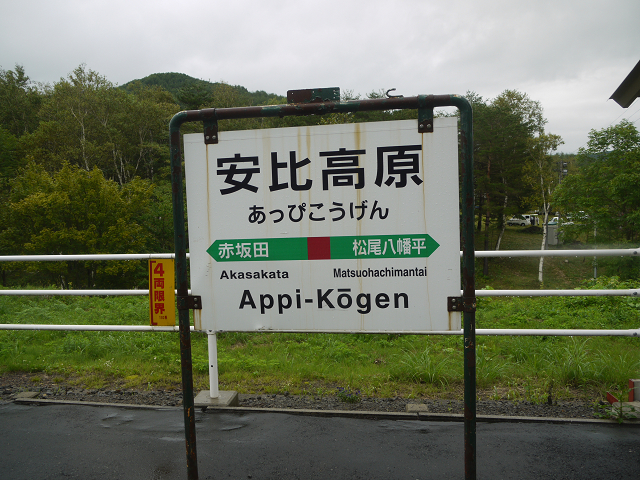 安比高原
あっぴこうげん
赤坂田 松尾八幡平
Akasakata Matsuohachimantai
Appi-Kōgen
4両限界